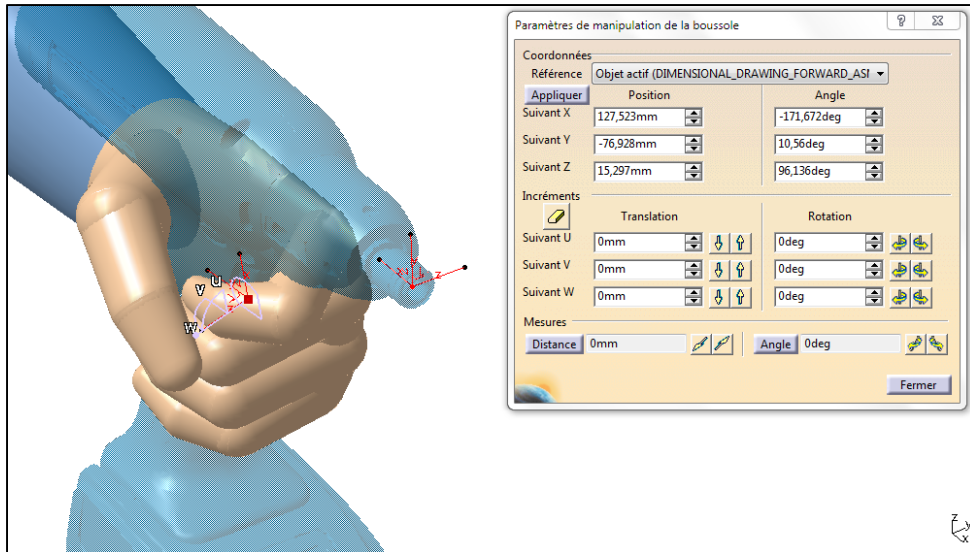 Paramètres de manipulation de la boussole
Coordonnées
Référence Objet actif (DIMENSIONAL_DRAWING_FORWARD_ASI
Appliquer Position Angle
Suivant X 127,523mm -171,672deg
Suivant Y -76,928mm 10,56deg
Suivant Z 15,297mm 96,136deg
Incréments
Translation Rotation
Suivant U 0mm 0deg
Suivant V 0mm 0deg
Suivant W 0mm 0deg
Mesures
Distance 0mm Angle 0deg
Fermer
u
v
w
z
z
y
x